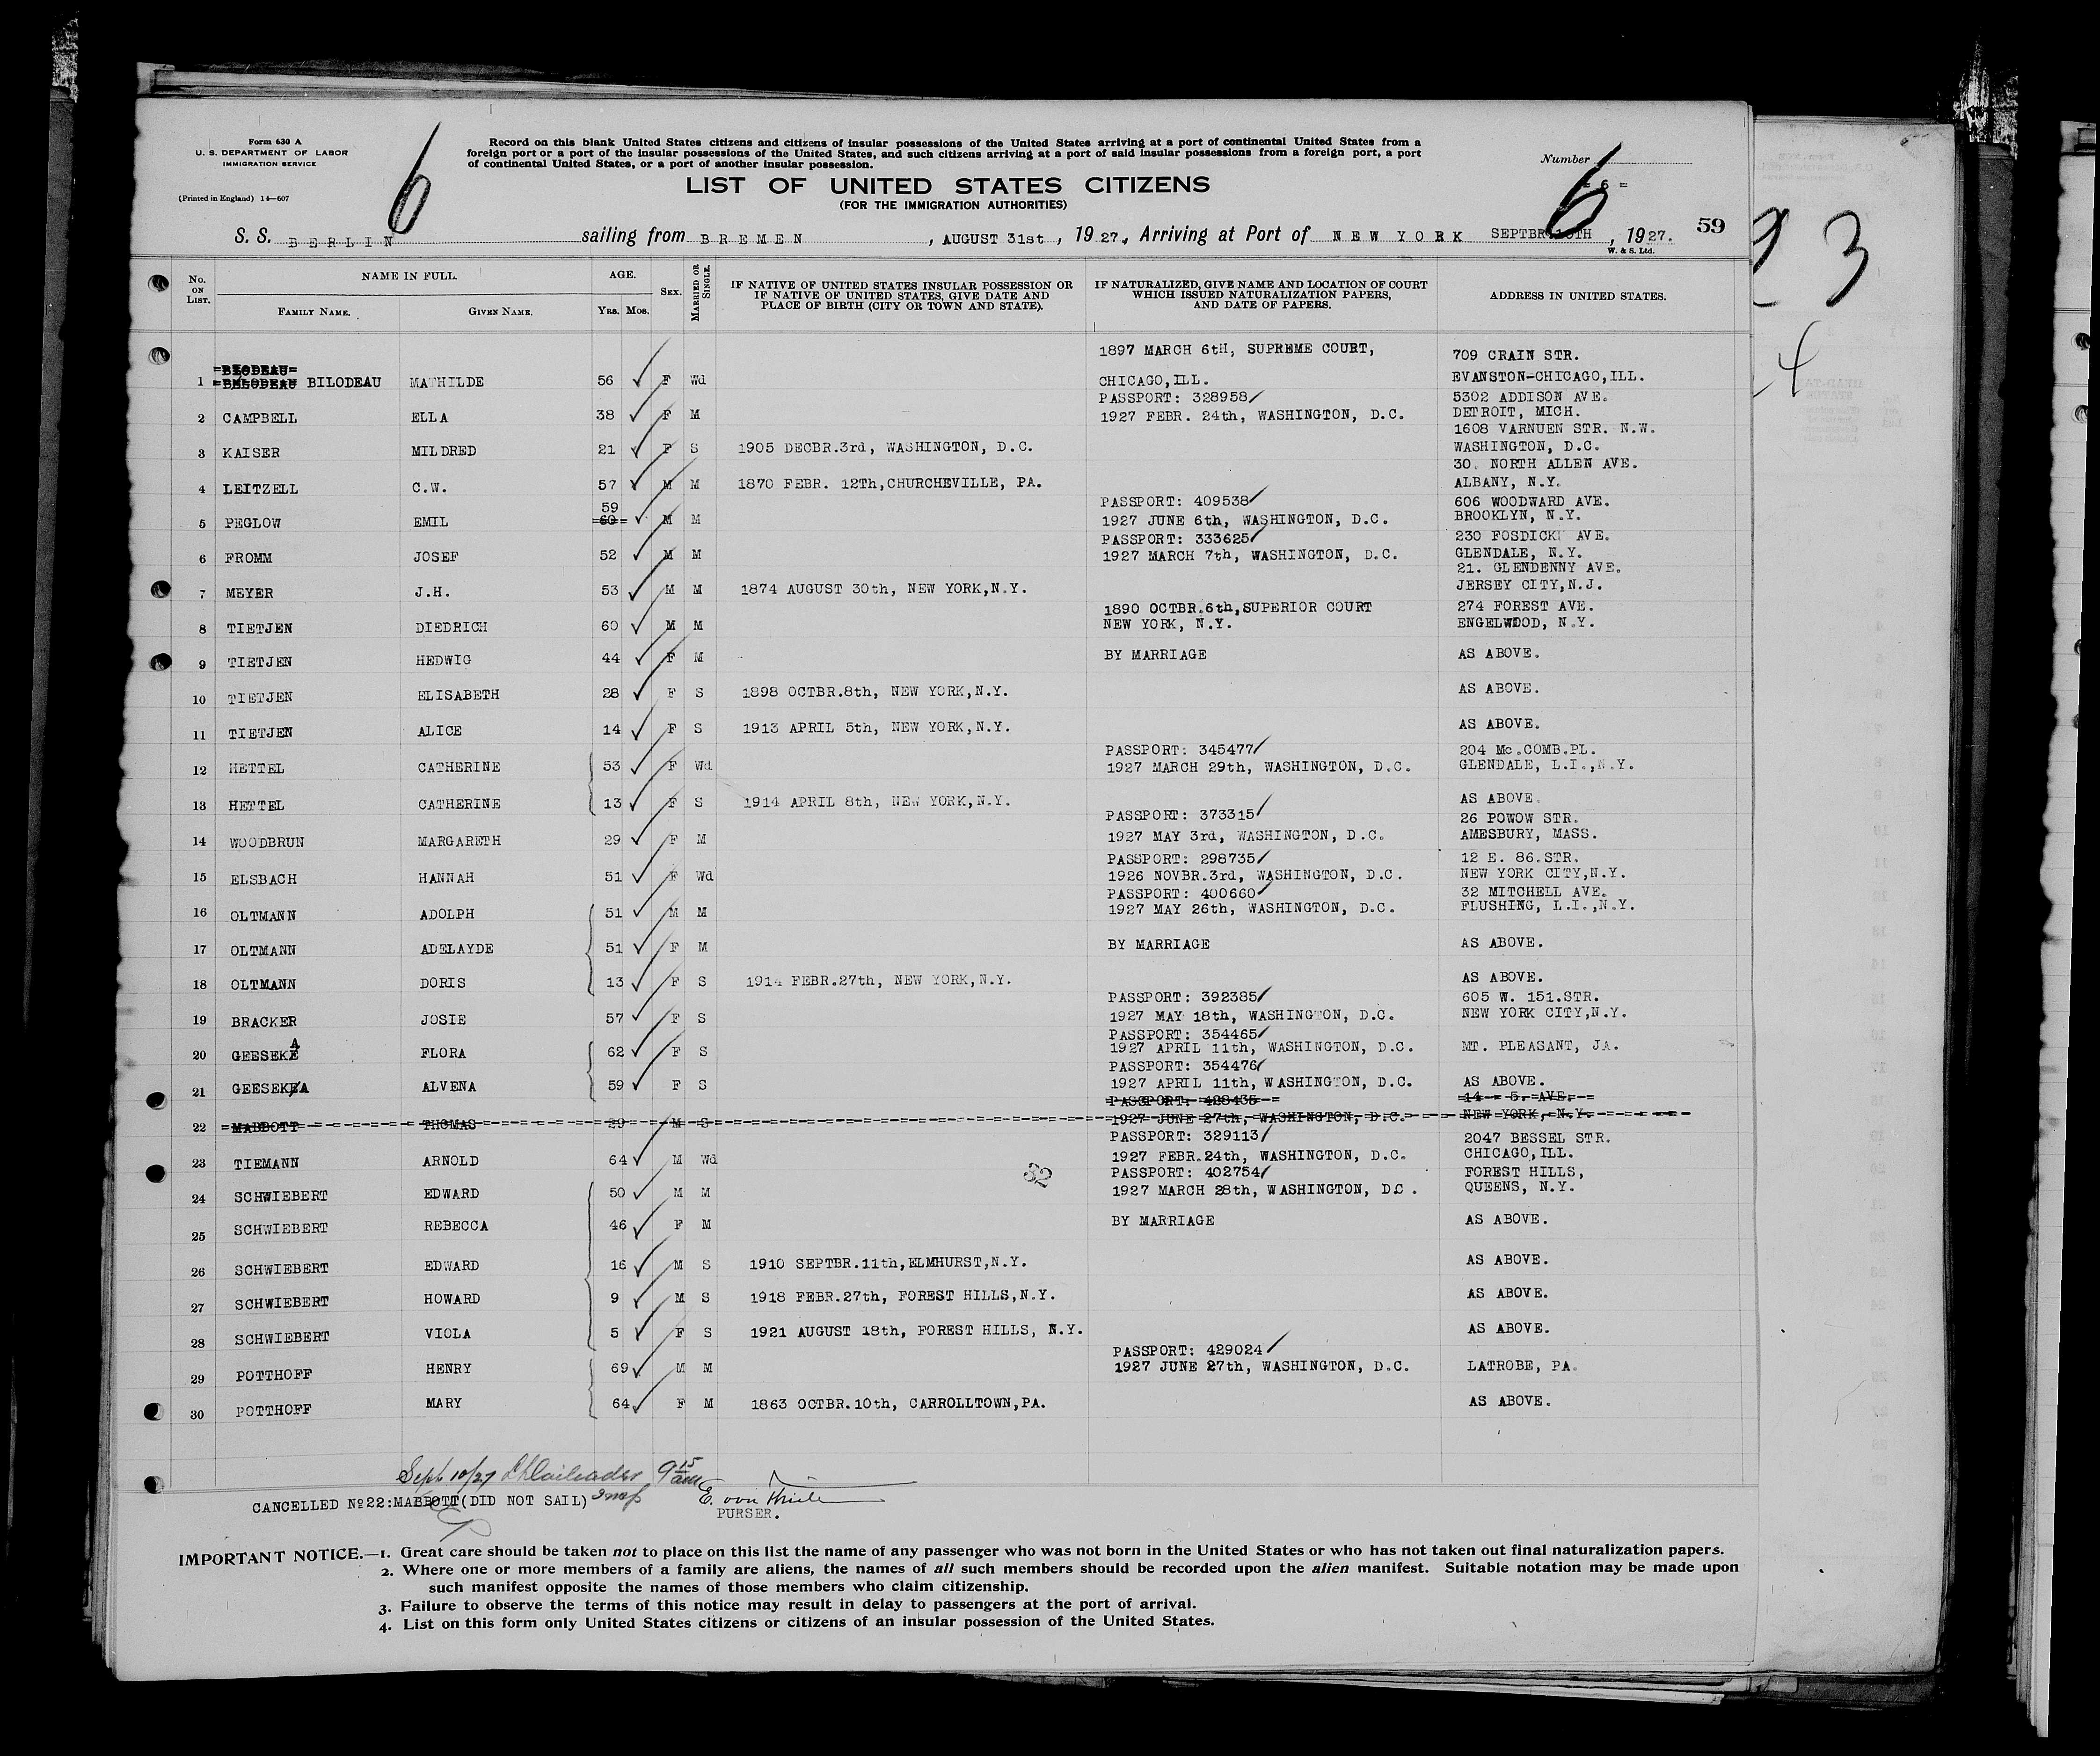 Form 630 A
U. S. DEPARTMENT OF LABOR
IMMIGRATION SERVICE
(Printed in England) 14—607
6
Record on this blank United States citizens and citizens of insular possessions of the United States arriving at a port of continental United States from a
foreign port or a port of the insular possessions of the United States, and such citizens arriving at a port of said insular possessions from a foreign port, a port
of continental United States, or a port of another insular possession.
LIST OF UNITED STATES CITIZENS
(FOR THE IMMIGRATION AUTHORITIES)
Number
= 6 =
6
59
S. S. BERLIN sailing from BREMEN, AUGUST 31st, 1927, Arriving at Port of NEW YORK SEPTBR.10TH, 1927.
W. & S. Ltd.
No. ON LIST. NAME IN FULL. FAMILY NAME. GIVEN NAME. AGE. YRS. MOS. SEX. MARRIED OR SINGLE. IF NATIVE OF UNITED STATES INSULAR POSSESSION OR IF NATIVE OF UNITED STATES, GIVE DATE AND PLACE OF BIRTH (CITY OR TOWN AND STATE). IF NATURALIZED, GIVE NAME AND LOCATION OF COURT WHICH ISSUED NATURALIZATION PAPERS, AND DATE OF PAPERS. ADDRESS IN UNITED STATES.
1897 MARCH 6tH, SUPREME COURT, 709 CRAIN STR.
1 BILODEAU MATHILDE 56 F Wd CHICAGO,ILL. EVANSTON-CHICAGO,ILL.
PASSPORT: 328958 5302 ADDISON AVE.
2 CAMPBELL ELLA 38 F M 1927 FEBR. 24th, WASHINGTON, D.C. DETROIT, MICH.
1608 VARNUEN STR. N.W.
3 KAISER MILDRED 21 F S 1905 DECBR.3rd, WASHINGTON, D.C. WASHINGTON, D.C.
30. NORTH ALLEN AVE.
4 LEITZELL C.W. 57 M M 1870 FEBR. 12Th,CHURCHEVILLE, PA. ALBANY, N.Y.
59 PASSPORT: 409538 606 WOODWARD AVE.
5 PEGLOW EMIL 60 M M 1927 JUNE 6th, WASHINGTON, D.C. BROOKLYN, N.Y.
PASSPORT: 333625 230 FOSDICK AVE.
6 FROMM JOSEF 52 M M 1927 MARCH 7th, WASHINGTON, D.C. GLENDALE, N.Y.
21. GLENDENNY AVE.
7 MEYER J.H. 53 M M 1874 AUGUST 30th, NEW YORK,N.Y. JERSEY CITY,N.J.
1890 OCTBR.6th,SUPERIOR COURT 274 FOREST AVE.
8 TIETJEN DIEDRICH 60 M M NEW YORK, N.Y. ENGELWOOD, N.Y.
9 TIETJEN HEDWIG 44 F M BY MARRIAGE AS ABOVE.
10 TIETJEN ELISABETH 28 F S 1898 OCTBR.8th, NEW YORK,N.Y. AS ABOVE.
11 TIETJEN ALICE 14 F S 1913 APRIL 5th, NEW YORK,N.Y. AS ABOVE.
PASSPORT: 345477 204 Mc.COMB.PL.
12 HETTEL CATHERINE 53 F Wd 1927 MARCH 29th, WASHINGTON, D.C. GLENDALE, L.I.,N.Y.
13 HETTEL CATHERINE 13 F S 1914 APRIL 8th, NEW YORK,N.Y. AS ABOVE.
PASSPORT: 373315 26 POWOW STR.
14 WOODBRUN MARGARETH 29 F M 1927 MAY 3rd, WASHINGTON, D.C. AMESBURY, MASS.
PASSPORT: 298735 12 E. 86.STR.
15 ELSBACH HANNAH 51 F Wd 1926 NOVBR.3rd, WASHINGTON, D.C. NEW YORK CITY,N.Y.
PASSPORT: 400660 32 MITCHELL AVE.
16 OLTMANN ADOLPH 51 M M 1927 MAY 26th, WASHINGTON, D.C. FLUSHING, L.I.,N.Y.
17 OLTMANN ADELAYDE 51 F M BY MARRIAGE AS ABOVE.
18 OLTMANN DORIS 13 F S 1914 FEBR.27th, NEW YORK,N.Y. AS ABOVE.
PASSPORT: 392385 605 W. 151.STR.
19 BRACKER JOSIE 57 F S 1927 MAY 18th, WASHINGTON, D.C. NEW YORK CITY,N.Y.
PASSPORT: 354465
20 GEESEKA FLORA 62 F S 1927 APRIL 11th, WASHINGTON, D.C. MT. PLEASANT, JA.
PASSPORT: 354476
21 GEESEKA ALVENA 59 F S 1927 APRIL 11th, WASHINGTON, D.C. AS ABOVE.
PASSPORT: 428435 14 - 5. AVE.
22 MABBOTT THOMAS 29 M S 1927 JUNE 27th, WASHINGTON, D.C. NEW YORK, N.Y.
PASSPORT: 329113 2047 BESSEL STR.
23 TIEMANN ARNOLD 64 M Wd 1927 FEBR.24th, WASHINGTON, D.C. CHICAGO,ILL.
32 PASSPORT: 402754 FOREST HILLS,
24 SCHWIEBERT EDWARD 50 M M 1927 MARCH 28th, WASHINGTON, DC. QUEENS, N.Y.
25 SCHWIEBERT REBECCA 46 F M BY MARRIAGE AS ABOVE.
26 SCHWIEBERT EDWARD 16 M S 1910 SEPTBR.11th,ELMHURST,N.Y. AS ABOVE.
27 SCHWIEBERT HOWARD 9 M S 1918 FEBR.27th, FOREST HILLS,N.Y. AS ABOVE.
28 SCHWIEBERT VIOLA 5 F S 1921 AUGUST 18th, FOREST HILLS, N.Y. AS ABOVE.
PASSPORT: 429024
29 POTTHOFF HENRY 69 M M 1927 JUNE 27th, WASHINGTON, D.C. LATROBE, PA.
30 POTTHOFF MARY 64 F M 1863 OCTBR.10th, CARROLLTOWN,PA. AS ABOVE.
Sept 10/27 9 15 am
CANCELLED Nº22:MABBOTT(DID NOT SAIL) E. von
PURSER.
IMPORTANT NOTICE.—1. Great care should be taken not to place on this list the name of any passenger who was not born in the United States or who has not taken out final naturalization papers.
2. Where one or more members of a family are aliens, the names of all such members should be recorded upon the alien manifest. Suitable notation may be made upon
such manifest opposite the names of those members who claim citizenship.
3. Failure to observe the terms of this notice may result in delay to passengers at the port of arrival.
4. List on this form only United States citizens or citizens of an insular possession of the United States.
3
4